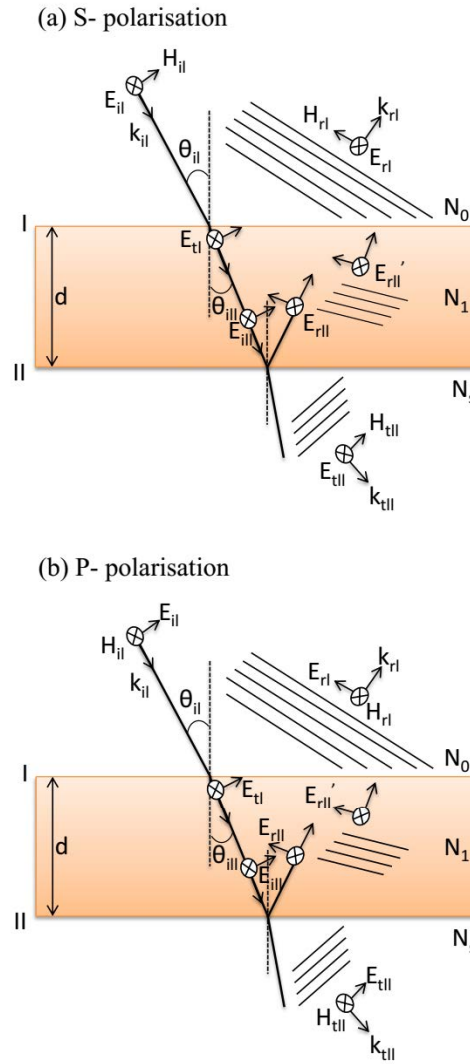 (a) S- polarisation
H_iI
E_iI
k_iI
θ_iI
H_rI
k_rI
E_rI
N_0
I
E_tI
E_rII'
d
θ_iII
E_iII
E_rII
N_1
II
H_tII
E_tII
k_tII
(b) P- polarisation
E_iI
H_iI
k_iI
θ_iI
E_rI
k_rI
H_rI
N_0
I
E_tI
E_rII'
d
θ_iII
E_rII
E_iII
N_1
II
E_tII
H_tII
k_tII